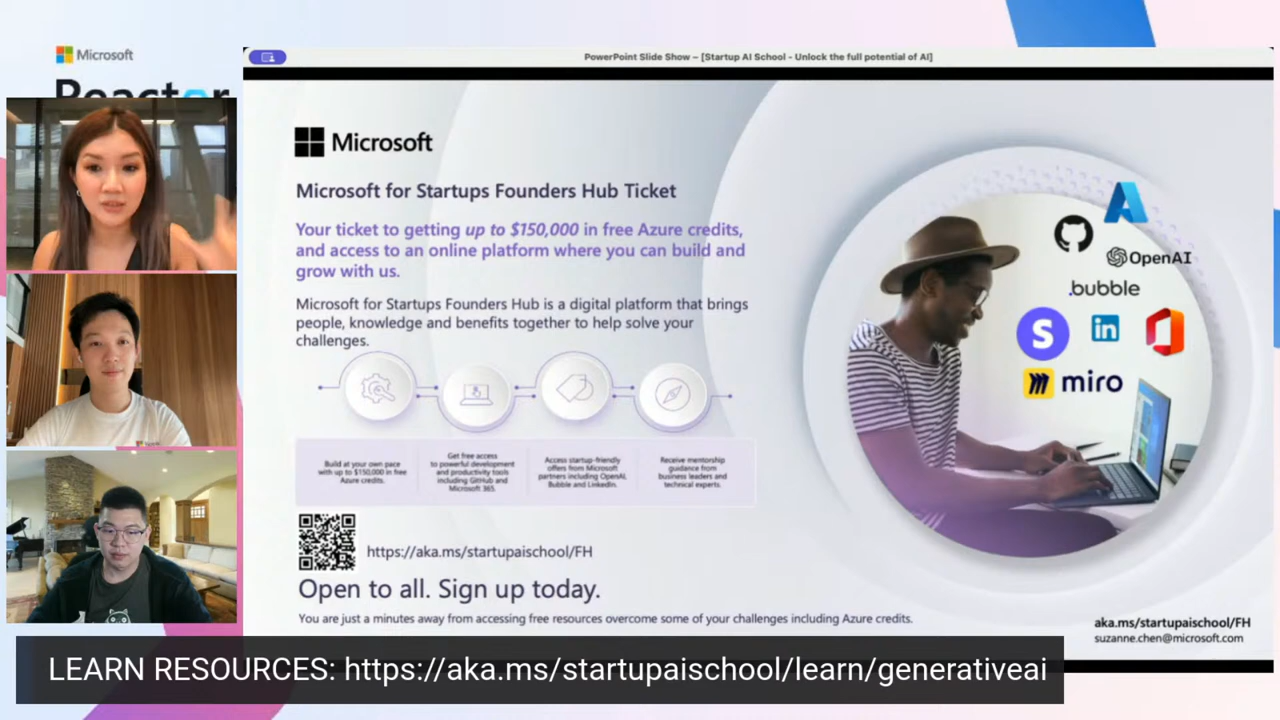 Microsoft
Reactor
PowerPoint Slide Show – [Startup AI School - Unlock the full potential of AI]
Microsoft
Microsoft for Startups Founders Hub Ticket
Your ticket to getting up to $150,000 in free Azure credits,
and access to an online platform where you can build and
grow with us.
Microsoft for Startups Founders Hub is a digital platform that brings
people, knowledge and benefits together to help solve your
challenges.
Build at your own pace
with up to $150,000 in free
Azure credits.
Get free access
to powerful development
and productivity tools
including GitHub and
Microsoft 365.
Access startup-friendly
offers from Microsoft
partners including OpenAI,
Bubble and LinkedIn.
Receive mentorship
guidance from
business leaders and
technical experts.
https://aka.ms/startupaischool/FH
Open to all. Sign up today.
You are just a minutes away from accessing free resources overcome some of your challenges including Azure credits.
OpenAI
.bubble
S
in
miro
aka.ms/startupaischool/FH
suzanne.chen@microsoft.com
LEARN RESOURCES: https://aka.ms/startupaischool/learn/generativeai